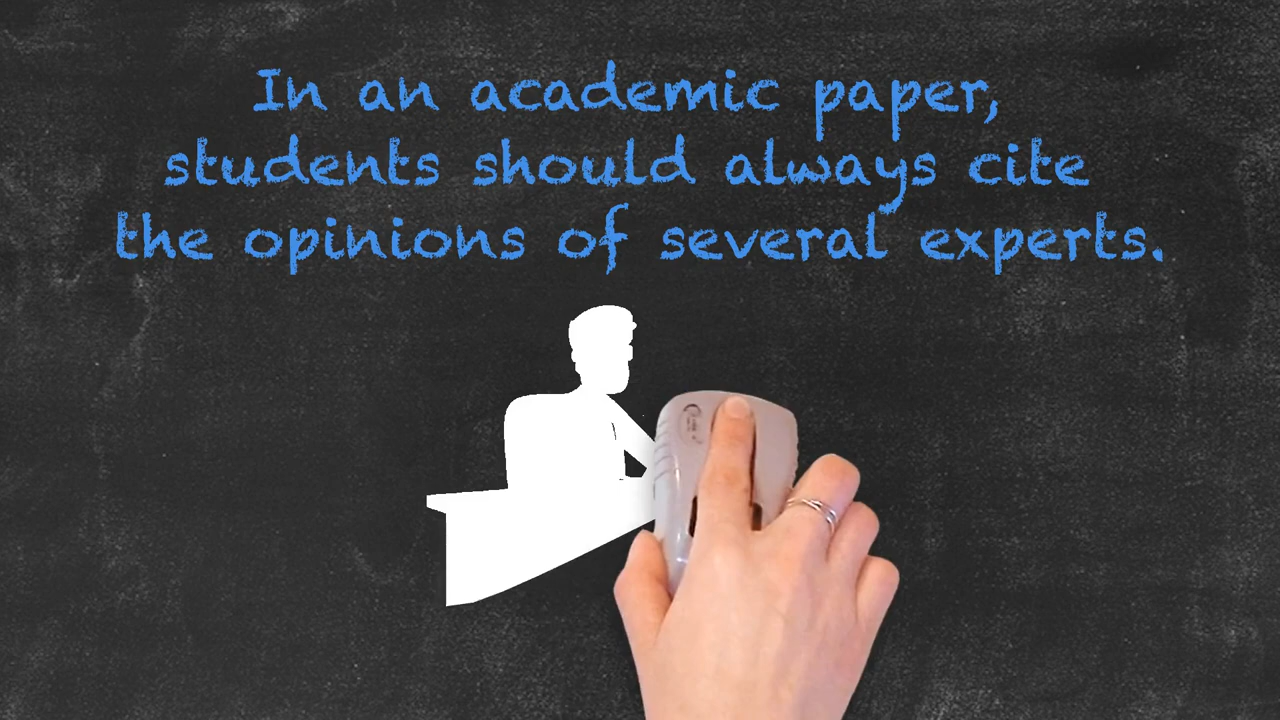 In an academic paper,
students should always cite
the opinions of several experts.